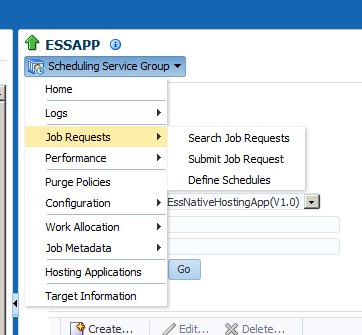 ESSAPP
Scheduling Service Group
Home
Logs
Job Requests
Search Job Requests
Performance
Submit Job Request
Purge Policies
Define Schedules
Configuration
EssNativeHostingApp(V1.0)
Work Allocation
Job Metadata
Hosting Applications
Go
Target Information
Create...
Edit...
Delete...